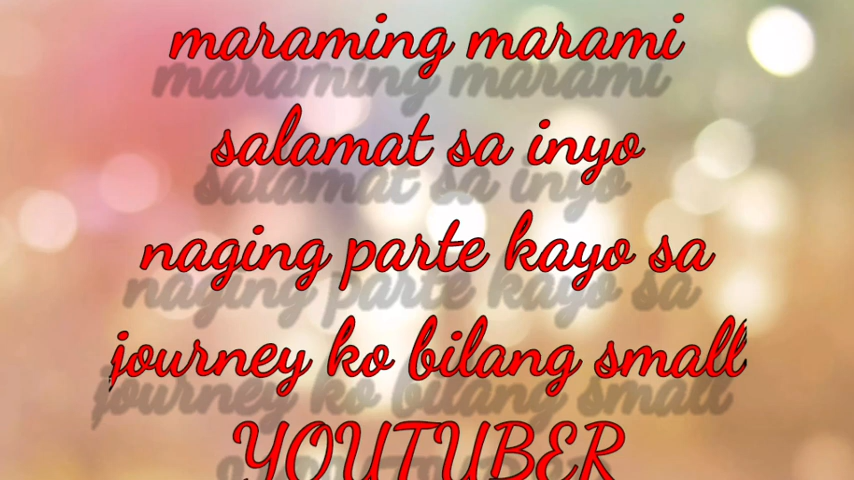 maraming marami
salamat sa inyo
naging parte kayo sa
journey ko bilang small
YOUTUBER